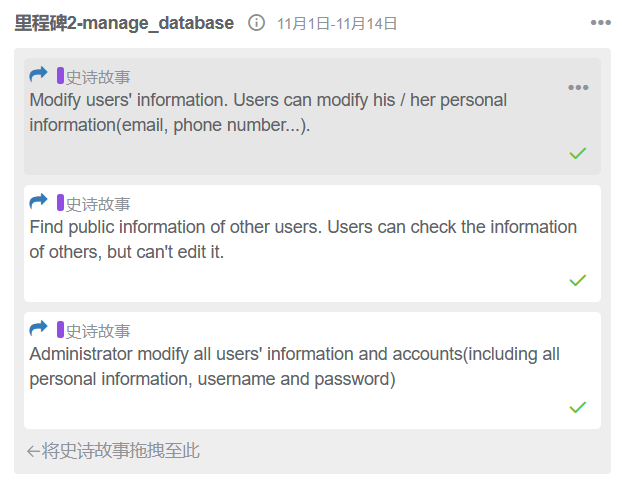 里程碑2-manage_database 11月1日-11月14日
史诗故事
Modify users' information. Users can modify his / her personal
information(email, phone number...).
史诗故事
Find public information of other users. Users can check the information
of others, but can't edit it.
史诗故事
Administrator modify all users' information and accounts(including all
personal information, username and password)
←将史诗故事拖拽至此